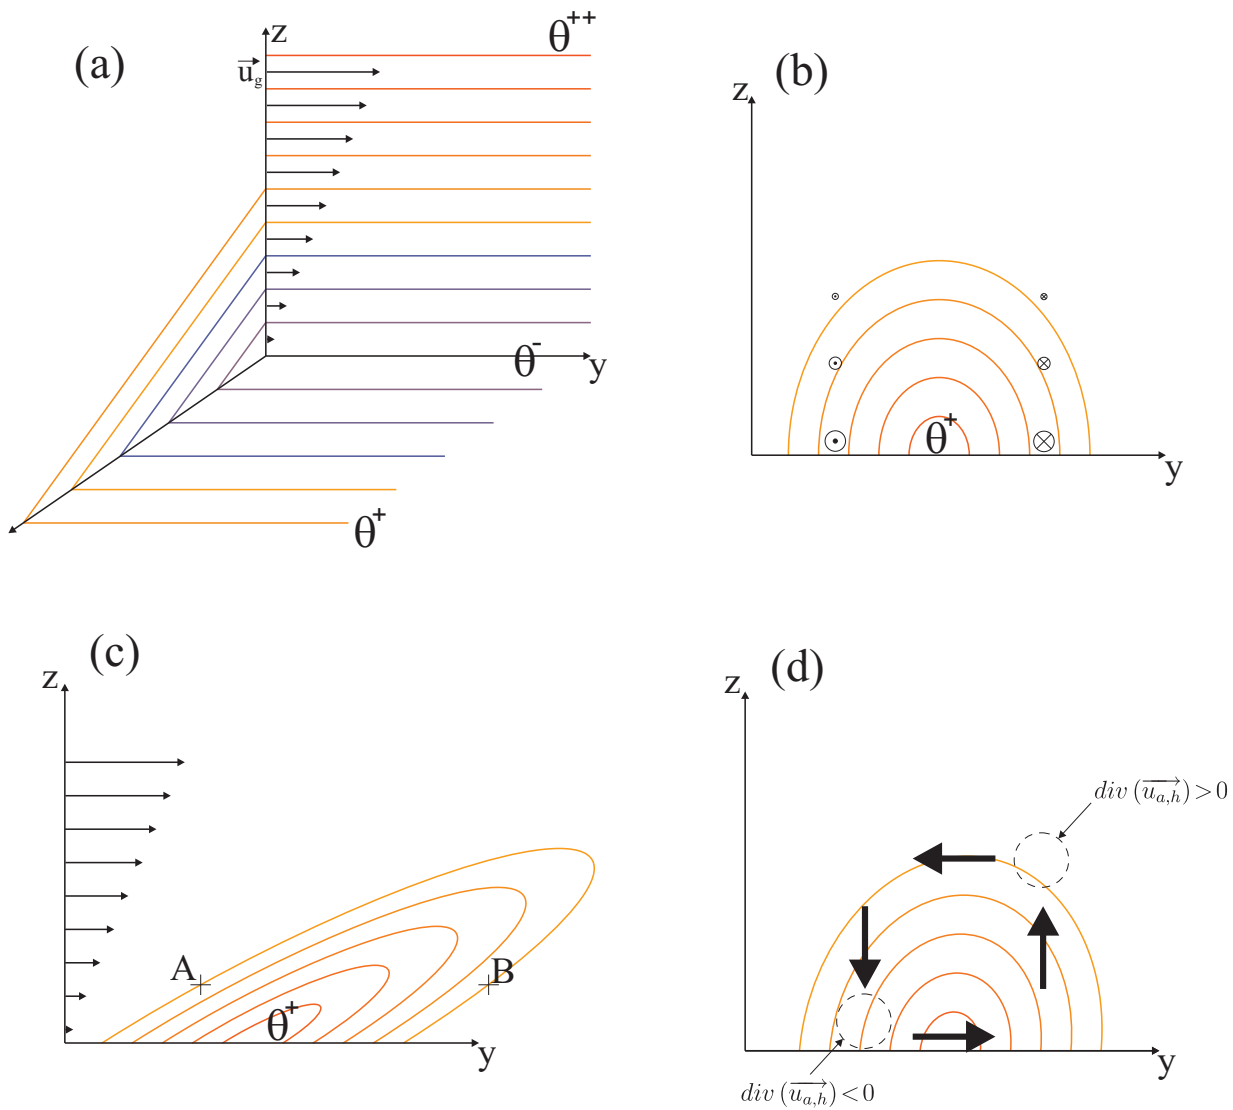 (a)
z
θ++
u⃗g
θ-
y
θ+
(b)
z
θ+
y
(c)
z
A
B
θ+
y
(d)
z
div (u⃗a,h) > 0
y
div (u⃗a,h) < 0